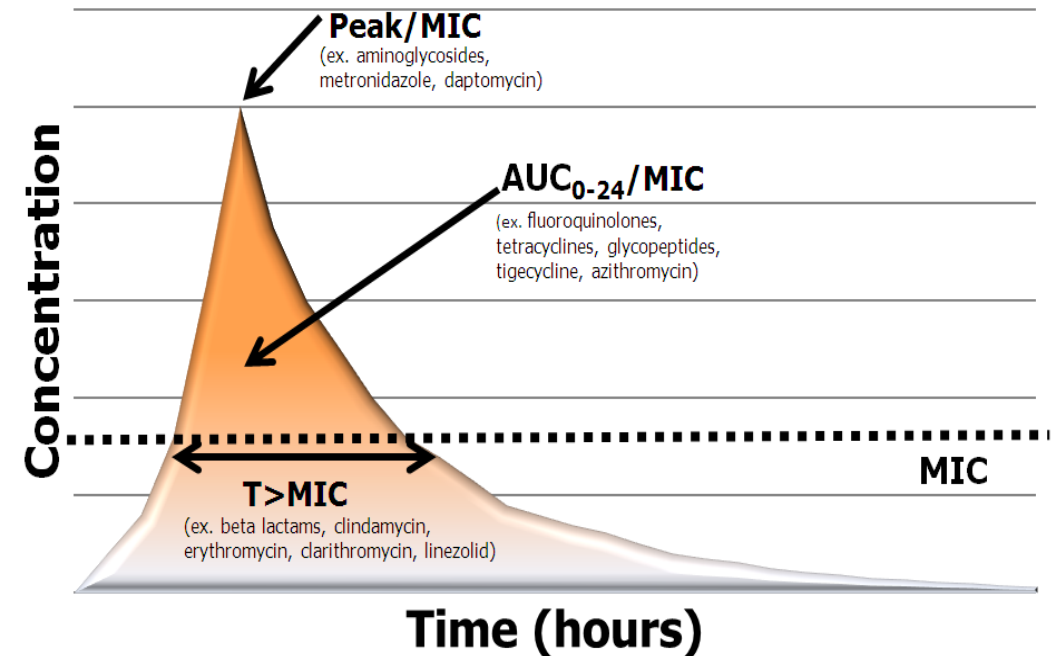 Peak/MIC
(ex. aminoglycosides,
metronidazole, daptomycin)
AUC0-24/MIC
(ex. fluoroquinolones,
tetracyclines, glycopeptides,
tigecycline, azithromycin)
Concentration
MIC
T>MIC
(ex. beta lactams, clindamycin,
erythromycin, clarithromycin, linezolid)
Time (hours)